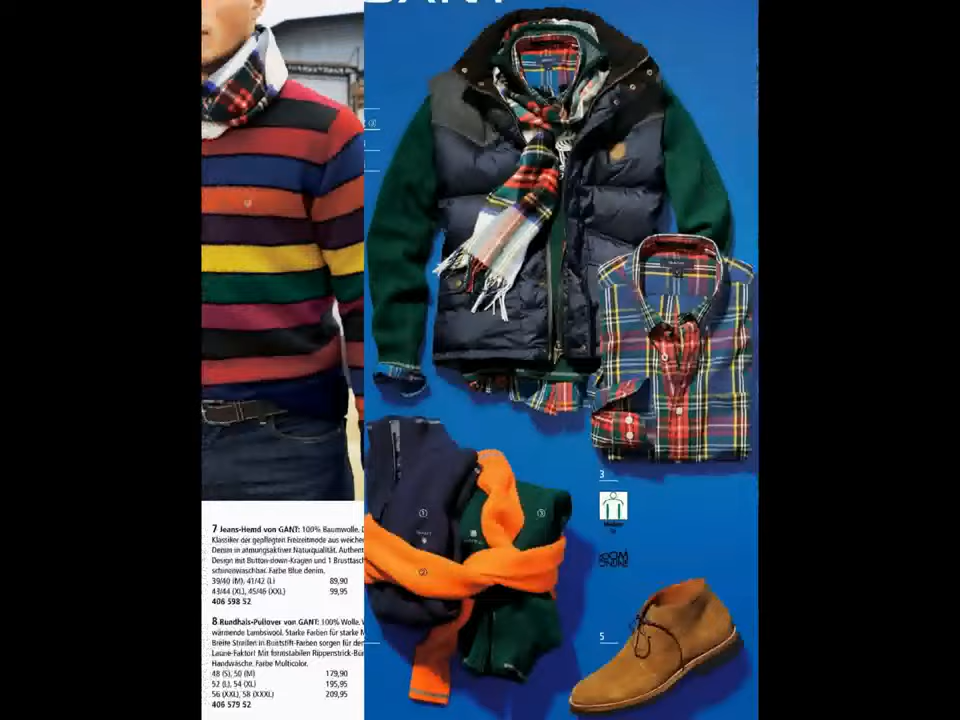 GANT
3
5
7 Jeans-Hemd von GANT: 100% Baumwolle.
Klassiker der gepflegten Freizeitmode aus weicher
Denim in atmungsaktiver Naturqualität. Authent
Design mit Button-down-Kragen und 1 Brusttasch
schinenwaschbar. Farbe Blue denim.
39/40 (M), 41/42 (L) 89,90
43/44 (XL), 45/46 (XXL) 99,95
406 598 52
8 Rundhals-Pullover von GANT: 100% Wolle.
wärmende Lambswool. Starke Farben für starke
Breite Streifen in Buntstift-Farben sorgen für
Laune-Faktor! Mit formstabilen Rippenstrick-Bü
Handwäsche. Farbe Multicolor.
48 (S), 50 (M) 179,90
52 (L), 54 (XL) 195,95
56 (XXL), 58 (XXXL) 209,95
406 579 52